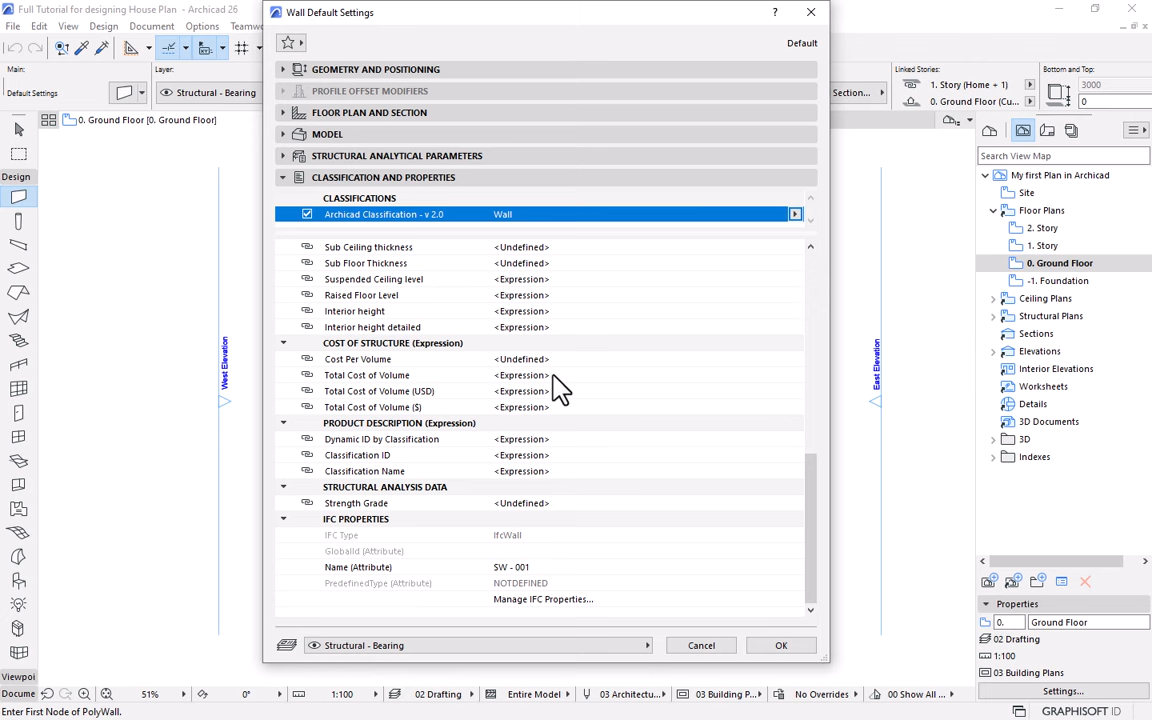 Full Tutorial for designing House Plan - Archicad 26
File Edit View Design Document Options Teamw
Wall Default Settings
?
Default
Main:
Default Settings
Layer:
Structural - Bearing
Section...
Linked Stories:
1. Story (Home + 1)
0. Ground Floor (Cu...
Bottom and Top:
3000
0
0. Ground Floor [0. Ground Floor]
GEOMETRY AND POSITIONING
PROFILE OFFSET MODIFIERS
FLOOR PLAN AND SECTION
MODEL
STRUCTURAL ANALYTICAL PARAMETERS
CLASSIFICATION AND PROPERTIES
CLASSIFICATIONS
Archicad Classification - v 2.0 Wall
Sub Ceiling thickness <Undefined>
Sub Floor Thickness <Undefined>
Suspended Ceiling level <Expression>
Raised Floor Level <Expression>
Interior height <Expression>
Interior height detailed <Expression>
COST OF STRUCTURE (Expression)
Cost Per Volume <Undefined>
Total Cost of Volume <Expression>
Total Cost of Volume (USD) <Expression>
Total Cost of Volume ($) <Expression>
PRODUCT DESCRIPTION (Expression)
Dynamic ID by Classification <Expression>
Classification ID <Expression>
Classification Name <Expression>
STRUCTURAL ANALYSIS DATA
Strength Grade <Undefined>
IFC PROPERTIES
IFC Type IfcWall
GlobalId (Attribute)
Name (Attribute) SW - 001
PredefinedType (Attribute) NOTDEFINED
Manage IFC Properties...
Structural - Bearing
Cancel OK
Design
Viewpoi
Docume
West Elevation
East Elevation
Search View Map
My first Plan in Archicad
Site
Floor Plans
2. Story
1. Story
0. Ground Floor
-1. Foundation
Ceiling Plans
Structural Plans
Sections
Elevations
Interior Elevations
Worksheets
Details
3D Documents
3D
Indexes
Properties
0. Ground Floor
02 Drafting
1:100
03 Building Plans
Settings...
51% 0° 1:100 02 Drafting Entire Model 03 Architectu... 03 Building P... No Overrides 00 Show All ...
Enter First Node of PolyWall.
GRAPHISOFT ID